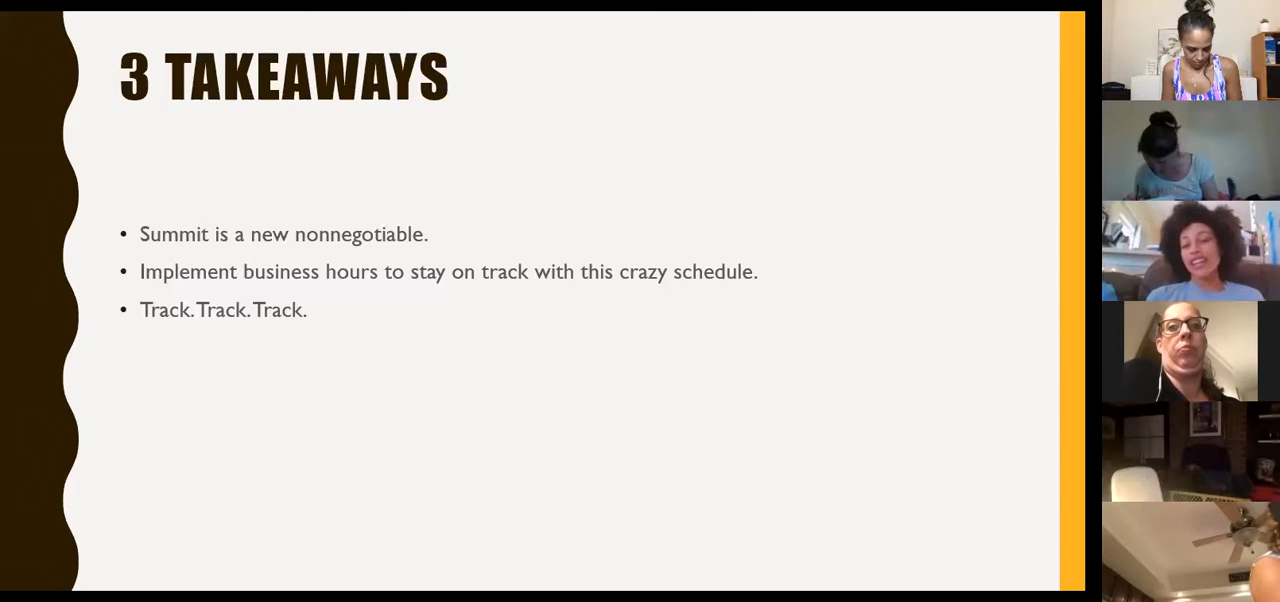 3 TAKEAWAYS
• Summit is a new nonnegotiable.
• Implement business hours to stay on track with this crazy schedule.
• Track. Track. Track.